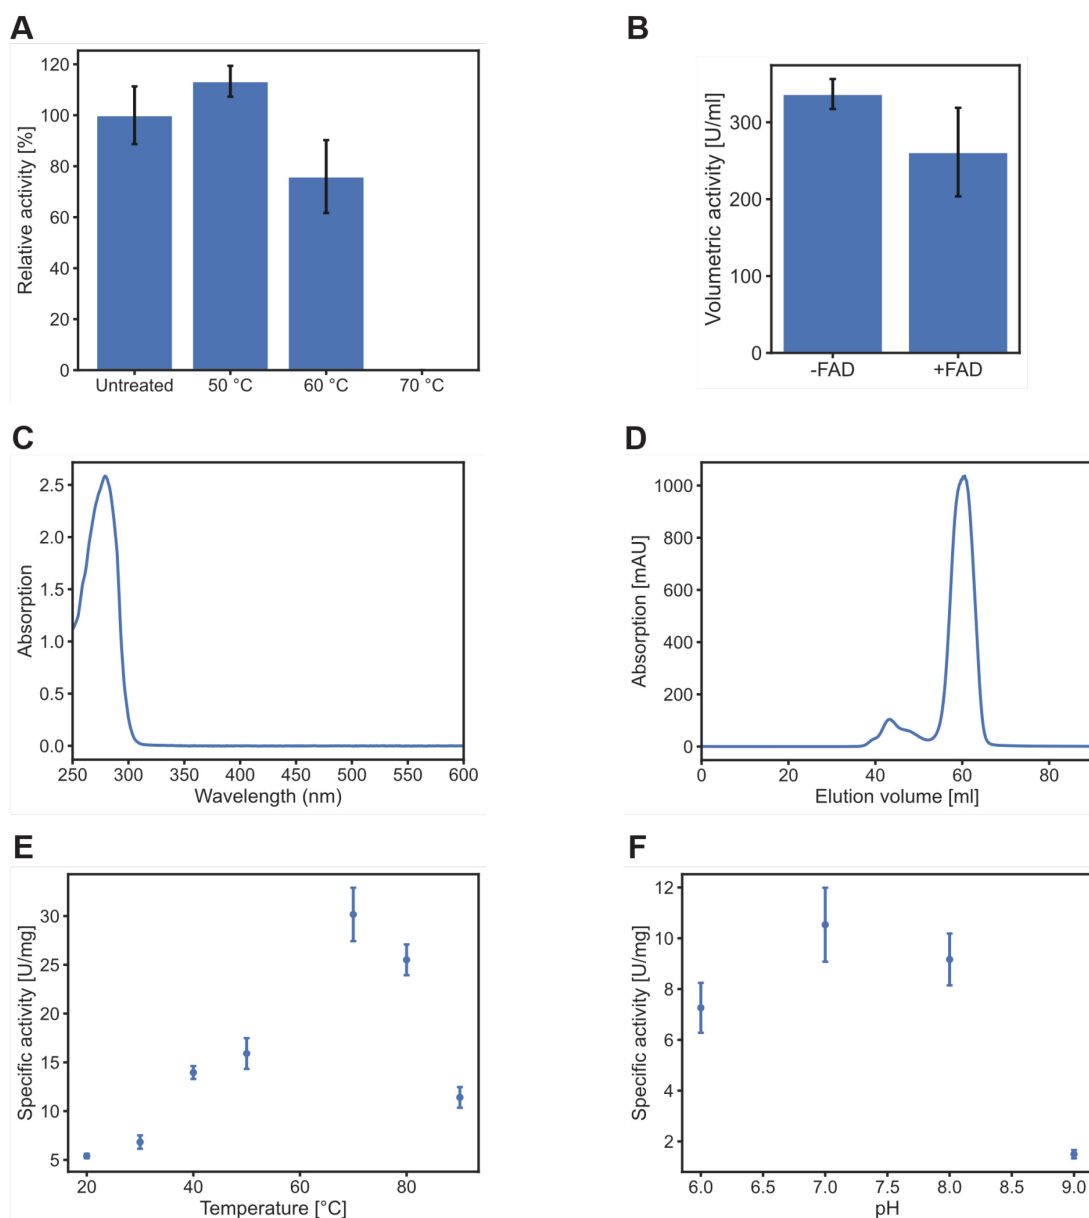 A
Relative activity [%]
120
100
80
60
40
20
0
Untreated 50 °C 60 °C 70 °C
B
Volumetric activity [U/ml]
300
200
100
0
-FAD +FAD
C
Absorption
2.5
2.0
1.5
1.0
0.5
0.0
250 300 350 400 450 500 550 600
Wavelength (nm)
D
Absorption [mAU]
1000
800
600
400
200
0
0 20 40 60 80
Elution volume [ml]
E
Specific activity [U/mg]
30
25
20
15
10
5
20 40 60 80
Temperature [°C]
F
Specific activity [U/mg]
12
10
8
6
4
2
6.0 6.5 7.0 7.5 8.0 8.5 9.0
pH